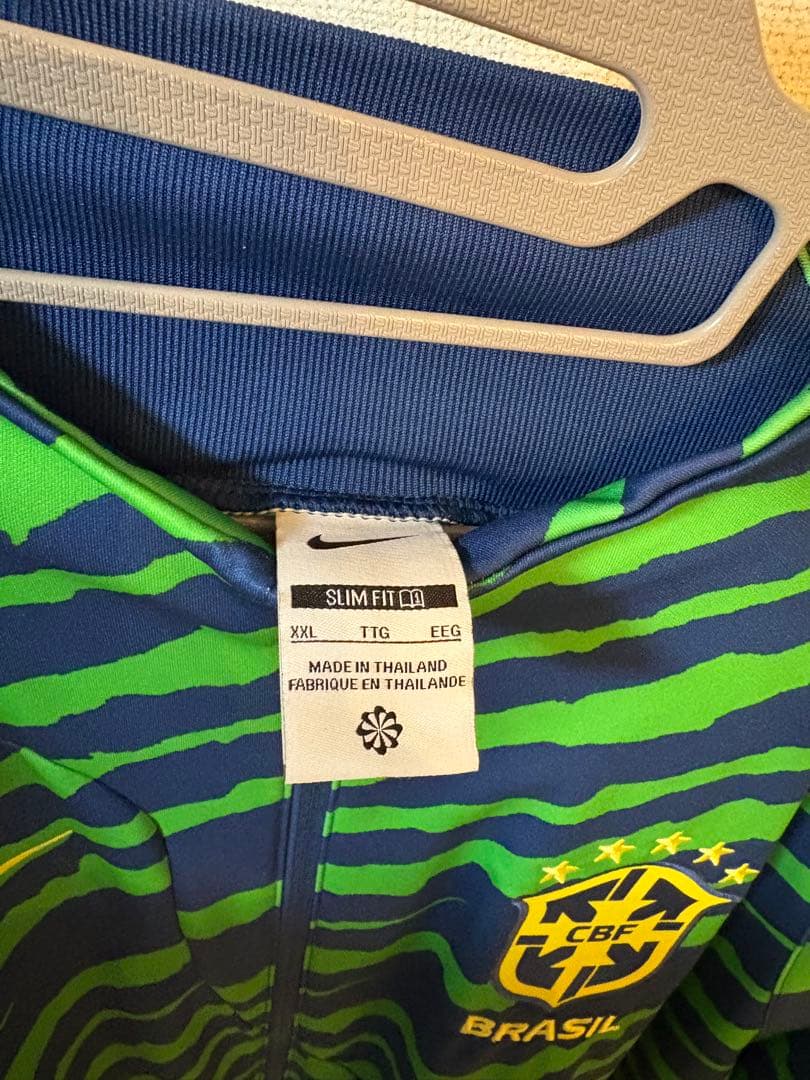 SLIM FIT
XXL TTG EEG
MADE IN THAILAND
FABRIQUE EN THAILANDE
CBF
BRASIL